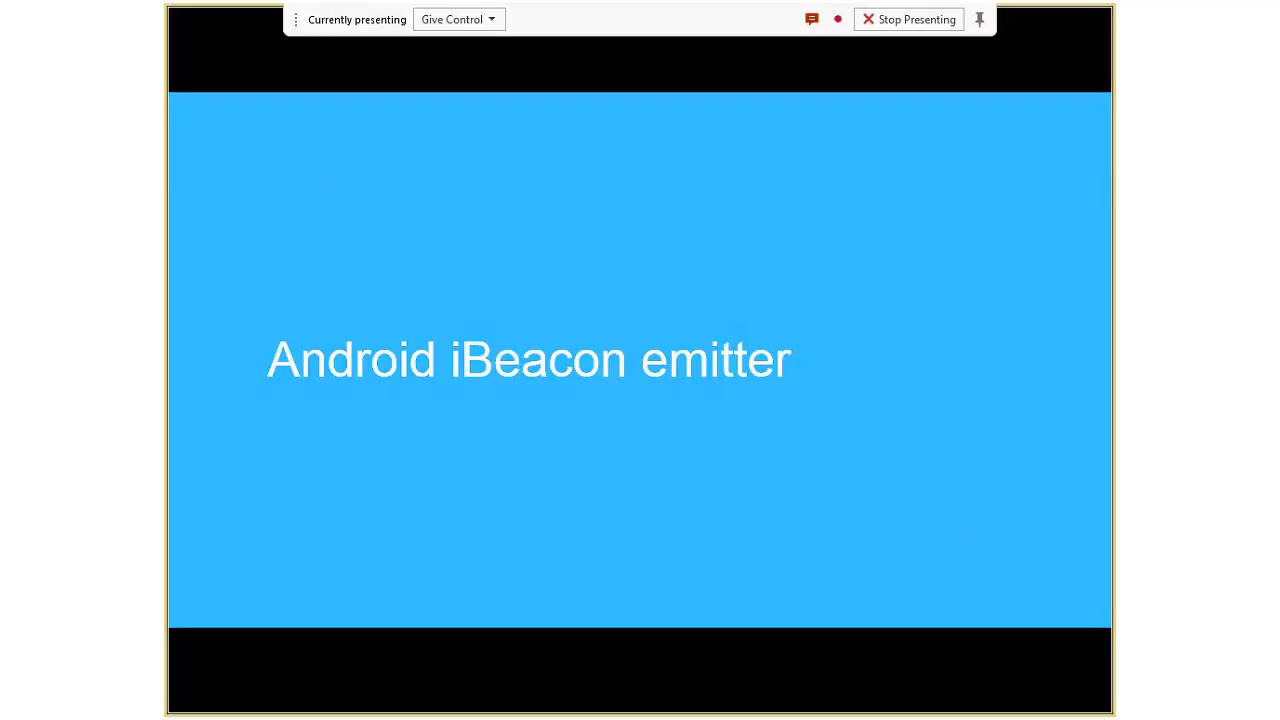 Currently presenting Give Control Stop Presenting
Android iBeacon emitter